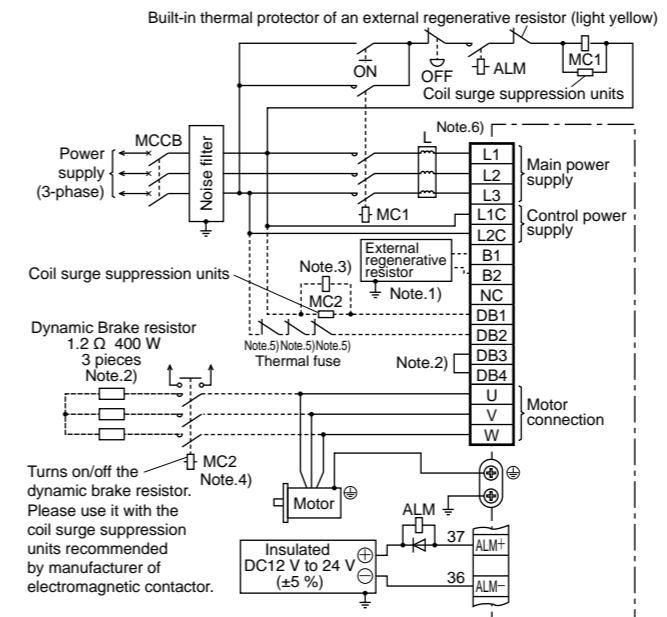 Built-in thermal protector of an external regenerative resistor (light yellow)
ON
OFF
ALM
MC1
Coil surge suppression units
Note.6)
L
MCCB
Power
supply
(3-phase)
Noise filter
MC1
L1
L2
L3
L1C
L2C
B1
B2
NC
DB1
DB2
DB3
DB4
U
V
W
Main power
supply
Control power
supply
External
regenerative
resistor
Note.1)
Coil surge suppression units
Note.3)
MC2
Note.5)Note.5)Note.5)
Thermal fuse
Note.2)
Dynamic Brake resistor
1.2 Ω 400 W
3 pieces
Note.2)
Motor
connection
MC2
Note.4)
Turns on/off the
dynamic brake resistor.
Please use it with the
coil surge suppression
units recommended
by manufacturer of
electromagnetic contactor.
Motor
ALM
Insulated
DC12 V to 24 V
(±5 %)
37
ALM+
36
ALM−